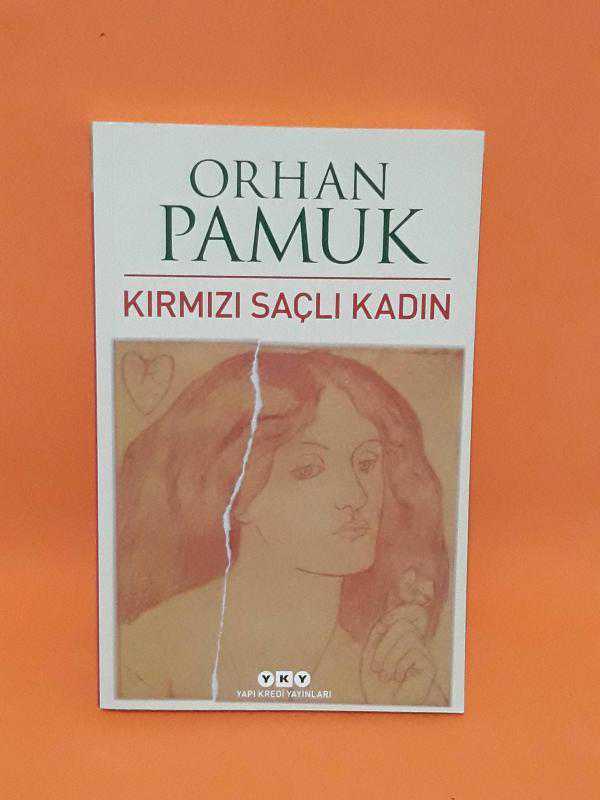 ORHAN
PAMUK
KIRMIZI SAÇLI KADIN
YKY
YAPI KREDİ YAYINLARI